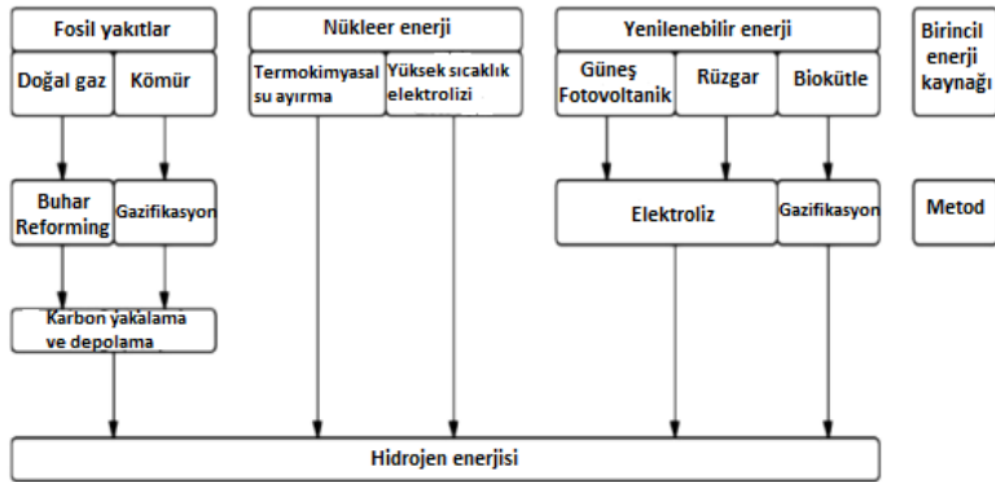 Fosil yakıtlar
Nükleer enerji
Yenilenebilir enerji
Birincil
enerji
kaynağı
Doğal gaz
Kömür
Termokimyasal
su ayırma
Yüksek sıcaklık
elektrolizi
Güneş
Fotovoltanik
Rüzgar
Biokütle
Buhar
Reforming
Gazifikasyon
Elektroliz
Gazifikasyon
Metod
Karbon yakalama
ve depolama
Hidrojen enerjisi